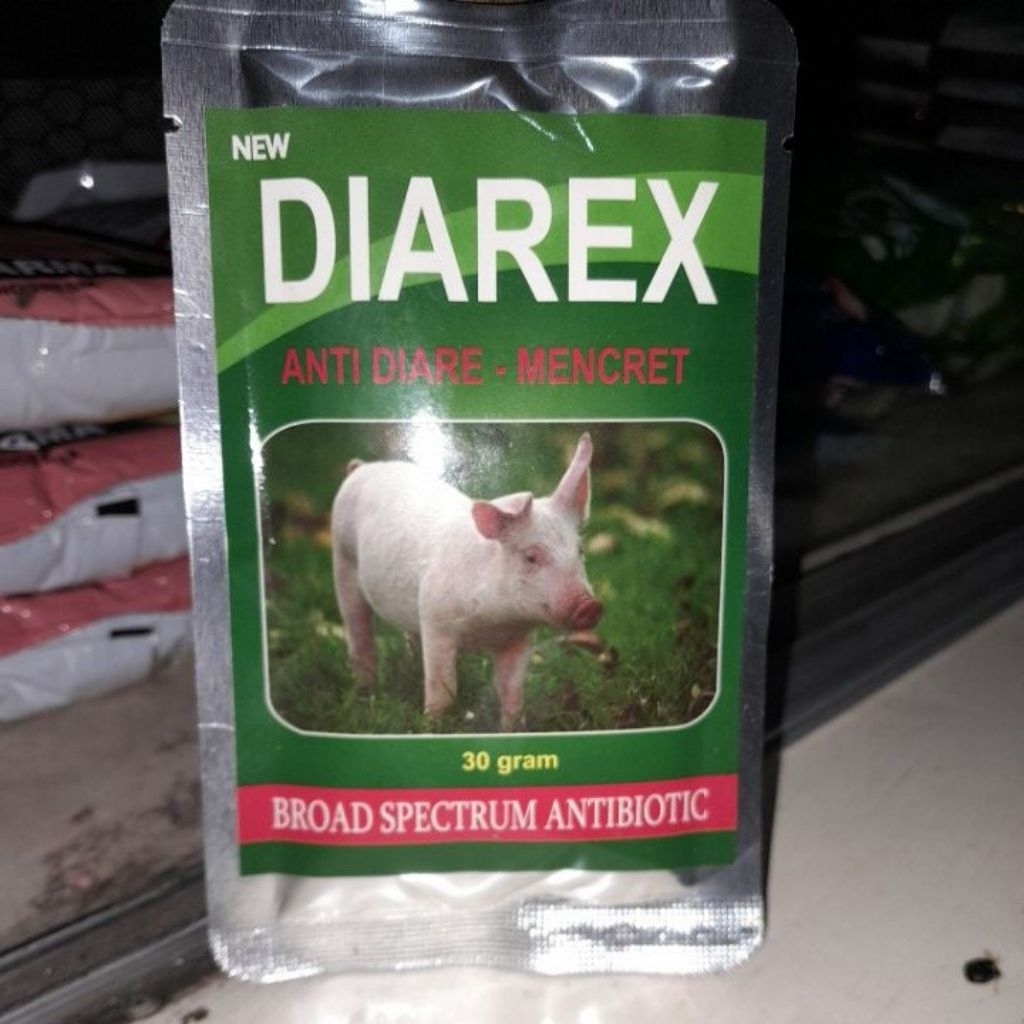 NEW
DIAREX
ANTI DIARE - MENCRET
30 gram
BROAD SPECTRUM ANTIBIOTIC